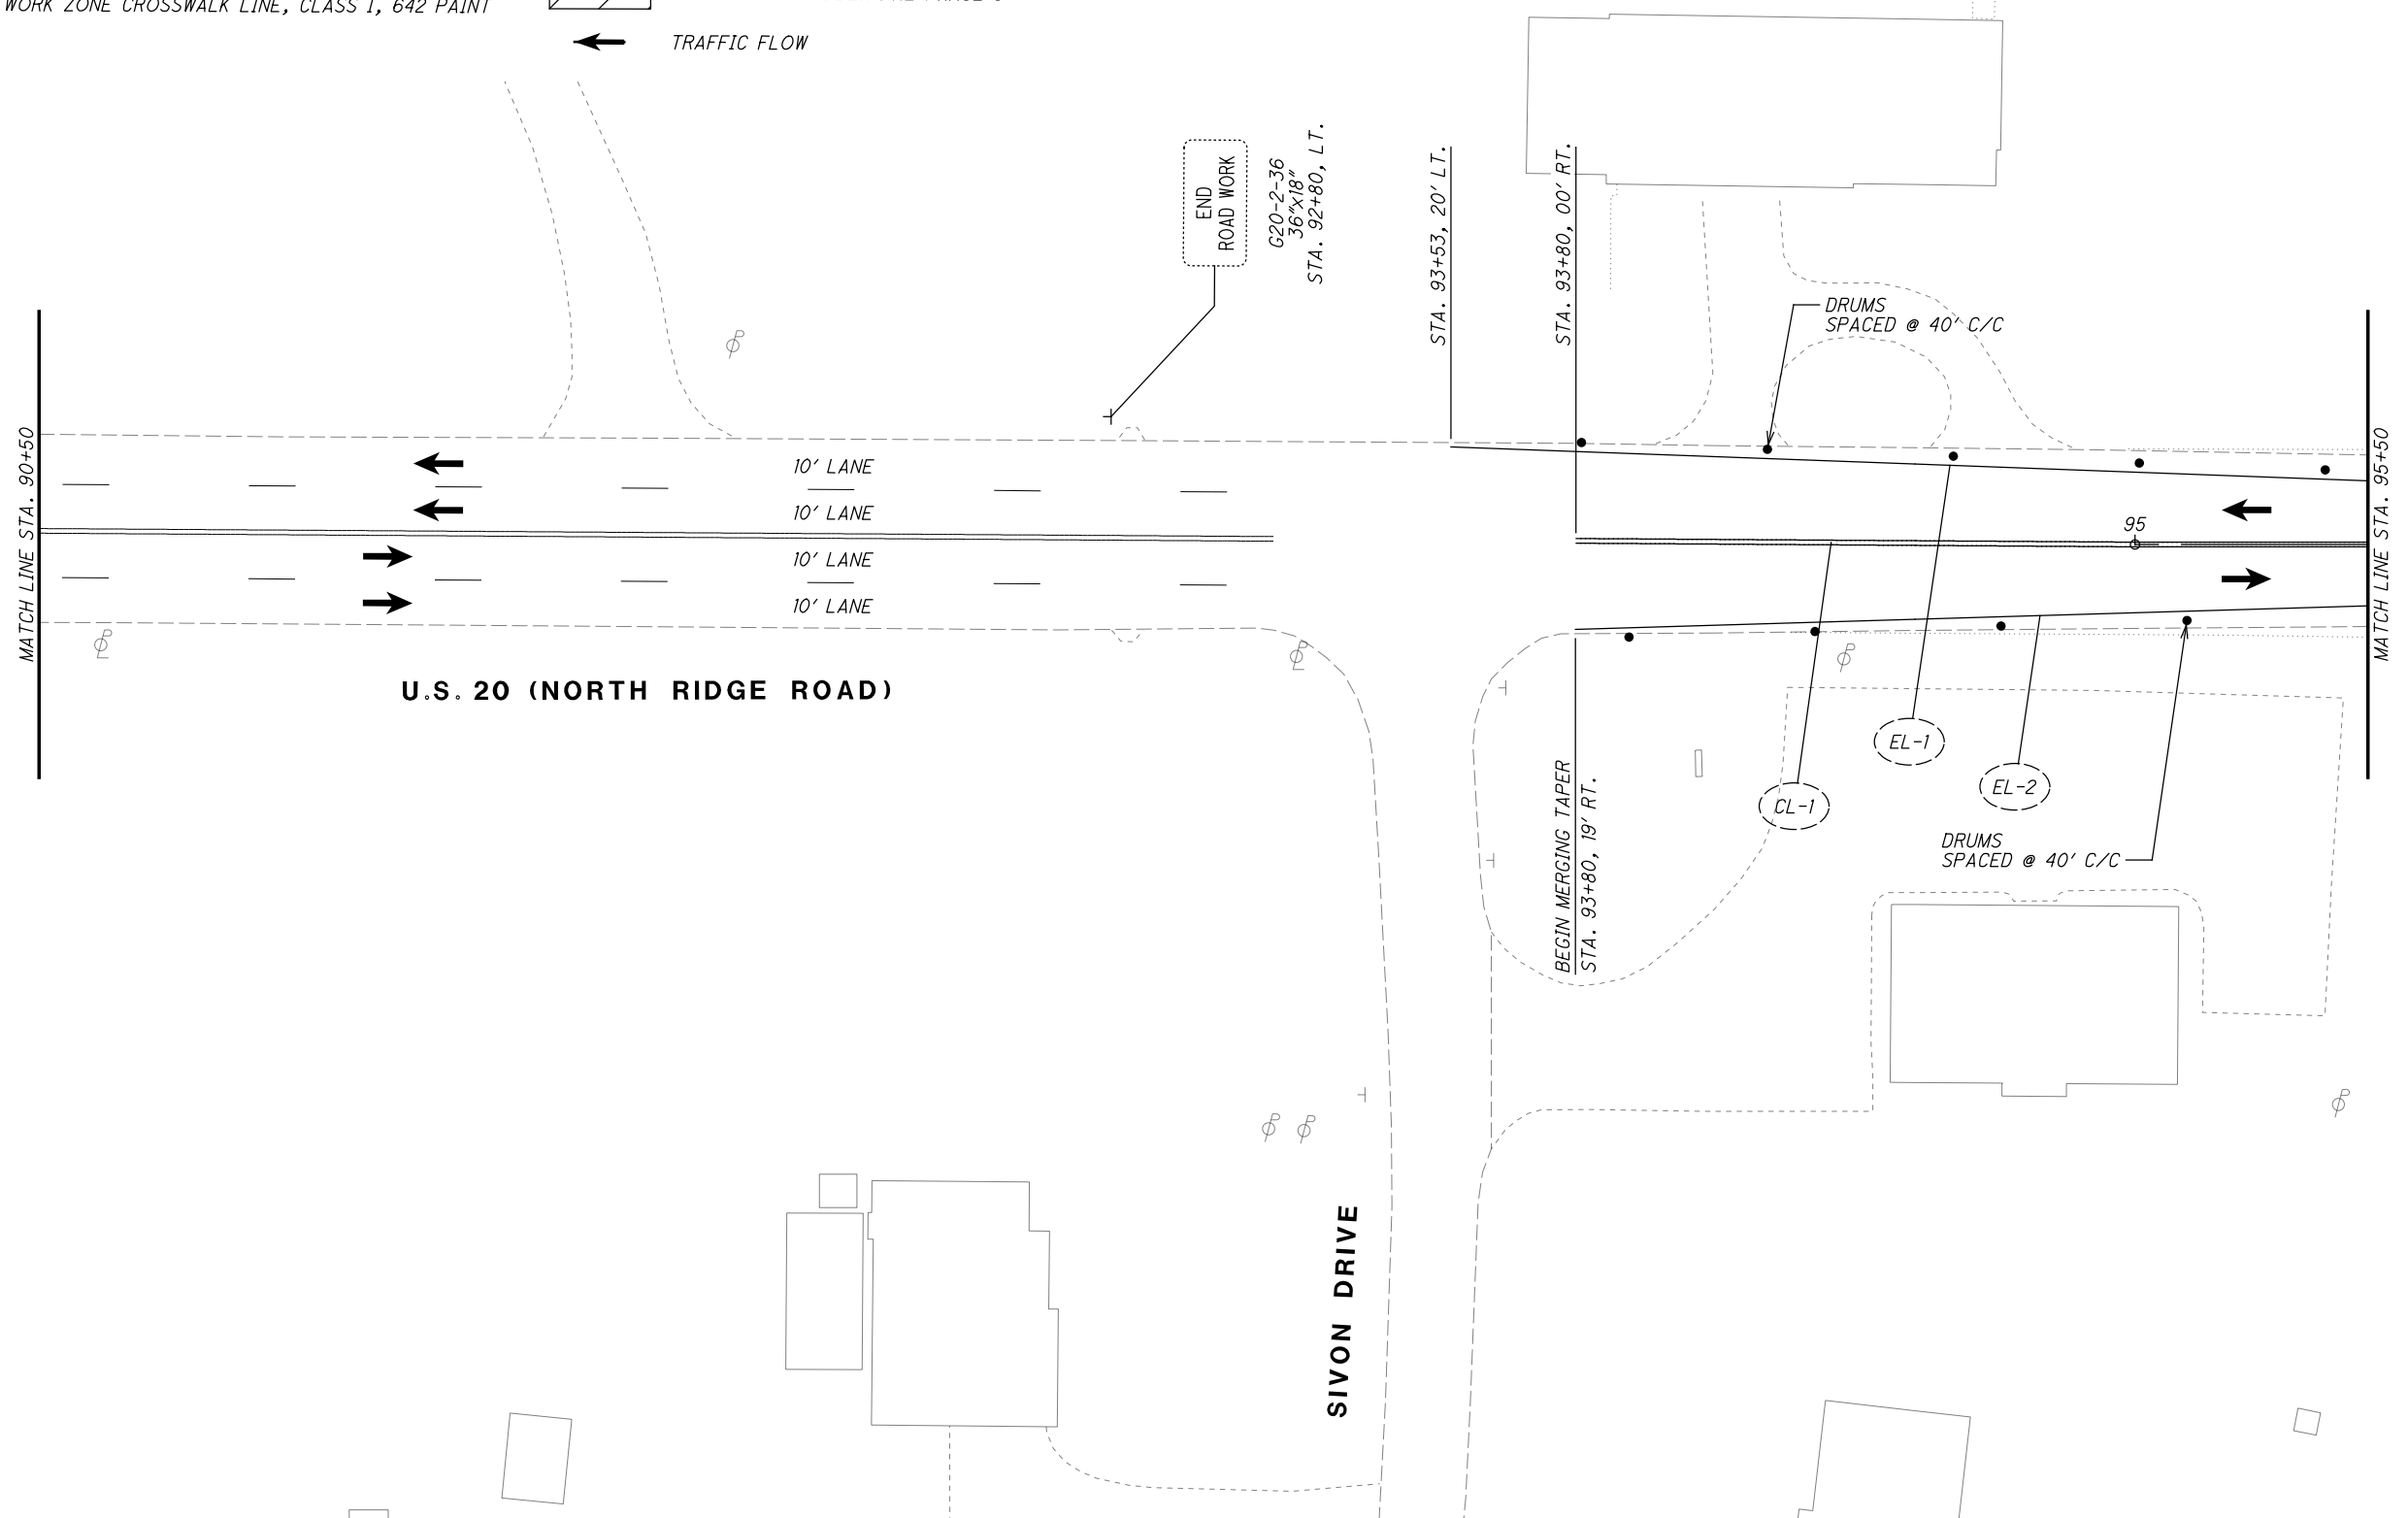 WORK ZONE CROSSWALK LINE, CLASS I, 642 PAINT
TRAFFIC FLOW
END
ROAD WORK
G20-2-36
36"x18"
STA. 92+80, LT.
STA. 93+53, 20' LT.
STA. 93+80, 00' RT.
DRUMS
SPACED @ 40' C/C
MATCH LINE STA. 90+50
10' LANE
10' LANE
10' LANE
10' LANE
95
MATCH LINE STA. 95+50
U.S. 20 (NORTH RIDGE ROAD)
EL-1
EL-2
CL-1
BEGIN MERGING TAPER
STA. 93+80, 19' RT.
DRUMS
SPACED @ 40' C/C
SIVON DRIVE